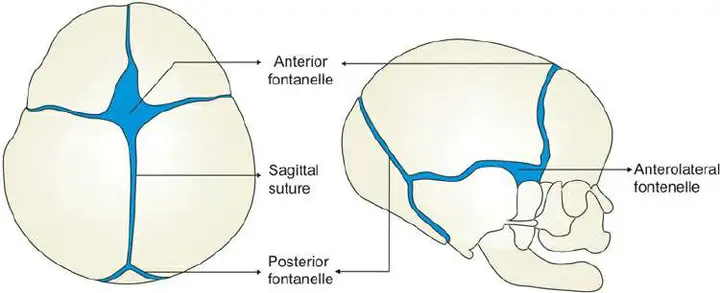 Anterior
fontanelle
Sagittal
suture
Anterolateral
fontenelle
Posterior
fontanelle